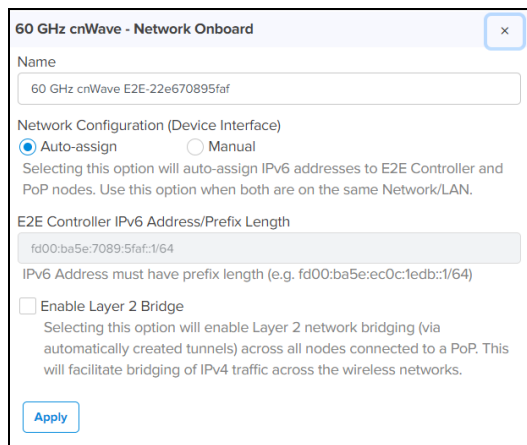 60 GHz cnWave - Network Onboard ×
Name
60 GHz cnWave E2E-22e670895faf
Network Configuration (Device Interface)
Auto-assign Manual
Selecting this option will auto-assign IPv6 addresses to E2E Controller and
PoP nodes. Use this option when both are on the same Network/LAN.
E2E Controller IPv6 Address/Prefix Length
fd00:ba5e:7089:5faf::1/64
IPv6 Address must have prefix length (e.g. fd00:ba5e:ec0c:1edb::1/64)
Enable Layer 2 Bridge
Selecting this option will enable Layer 2 network bridging (via
automatically created tunnels) across all nodes connected to a PoP. This
will facilitate bridging of IPv4 traffic across the wireless networks.
Apply